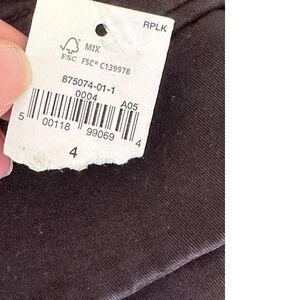 RPLK
MIX
FSC FSC® C139978
875074-01-1
0004
A05
5 00118 99069 4
4